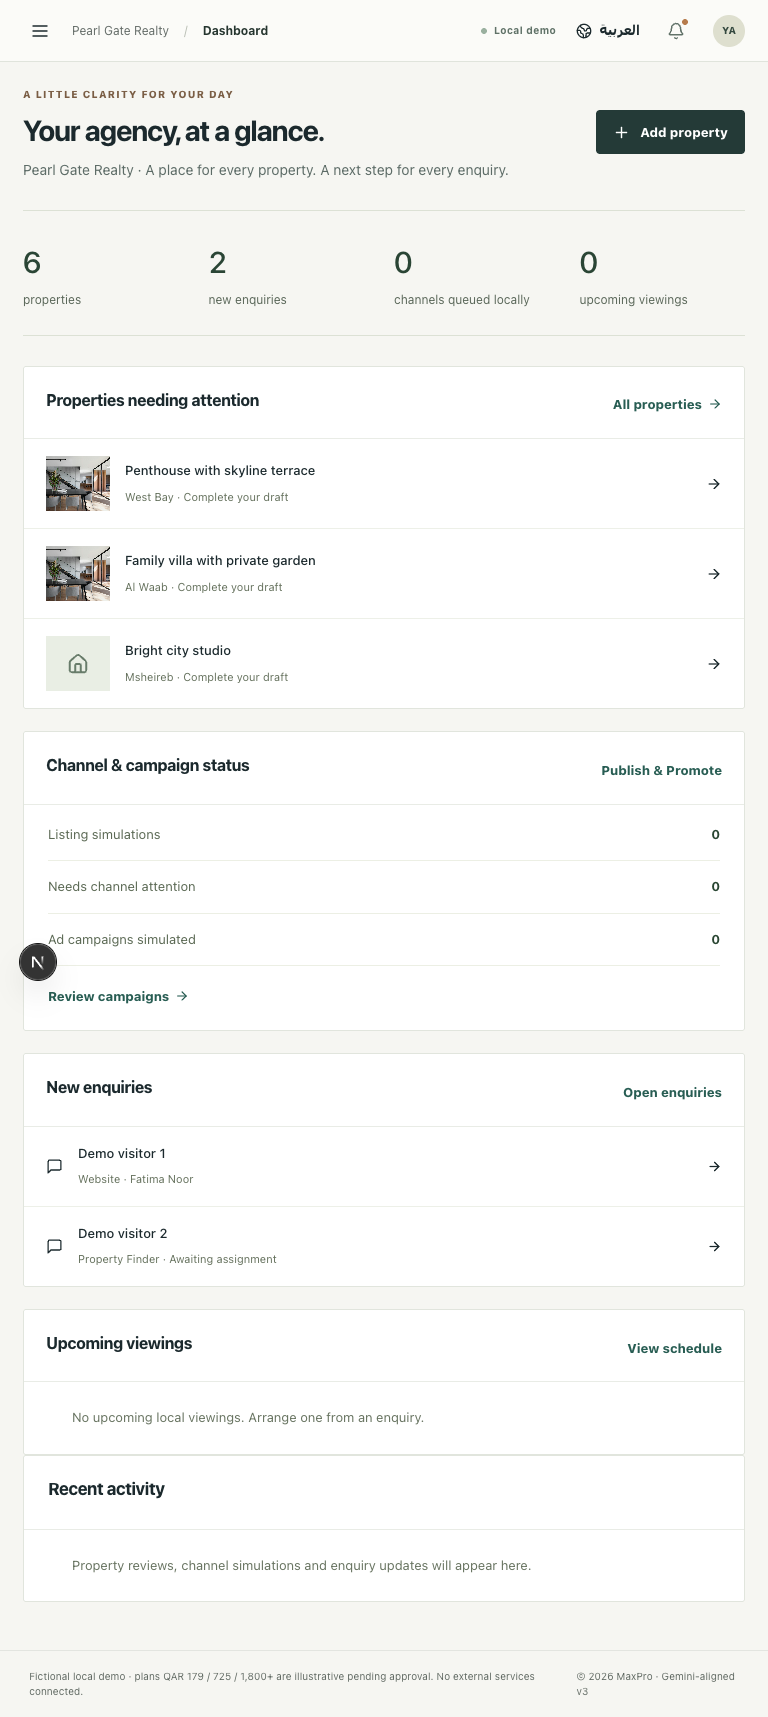 Pearl Gate Realty / Dashboard
Local demo
العربية
YA
A LITTLE CLARITY FOR YOUR DAY
Your agency, at a glance.
Add property
Pearl Gate Realty · A place for every property. A next step for every enquiry.
6
properties
2
new enquiries
0
channels queued locally
0
upcoming viewings
Properties needing attention
All properties →
Penthouse with skyline terrace
West Bay · Complete your draft
Family villa with private garden
Al Waab · Complete your draft
Bright city studio
Msheireb · Complete your draft
Channel & campaign status
Publish & Promote
Listing simulations 0
Needs channel attention 0
Ad campaigns simulated 0
N
Review campaigns →
New enquiries
Open enquiries
Demo visitor 1
Website · Fatima Noor
Demo visitor 2
Property Finder · Awaiting assignment
Upcoming viewings
View schedule
No upcoming local viewings. Arrange one from an enquiry.
Recent activity
Property reviews, channel simulations and enquiry updates will appear here.
Fictional local demo · plans QAR 179 / 725 / 1,800+ are illustrative pending approval. No external services
connected.
© 2026 MaxPro · Gemini-aligned
v3